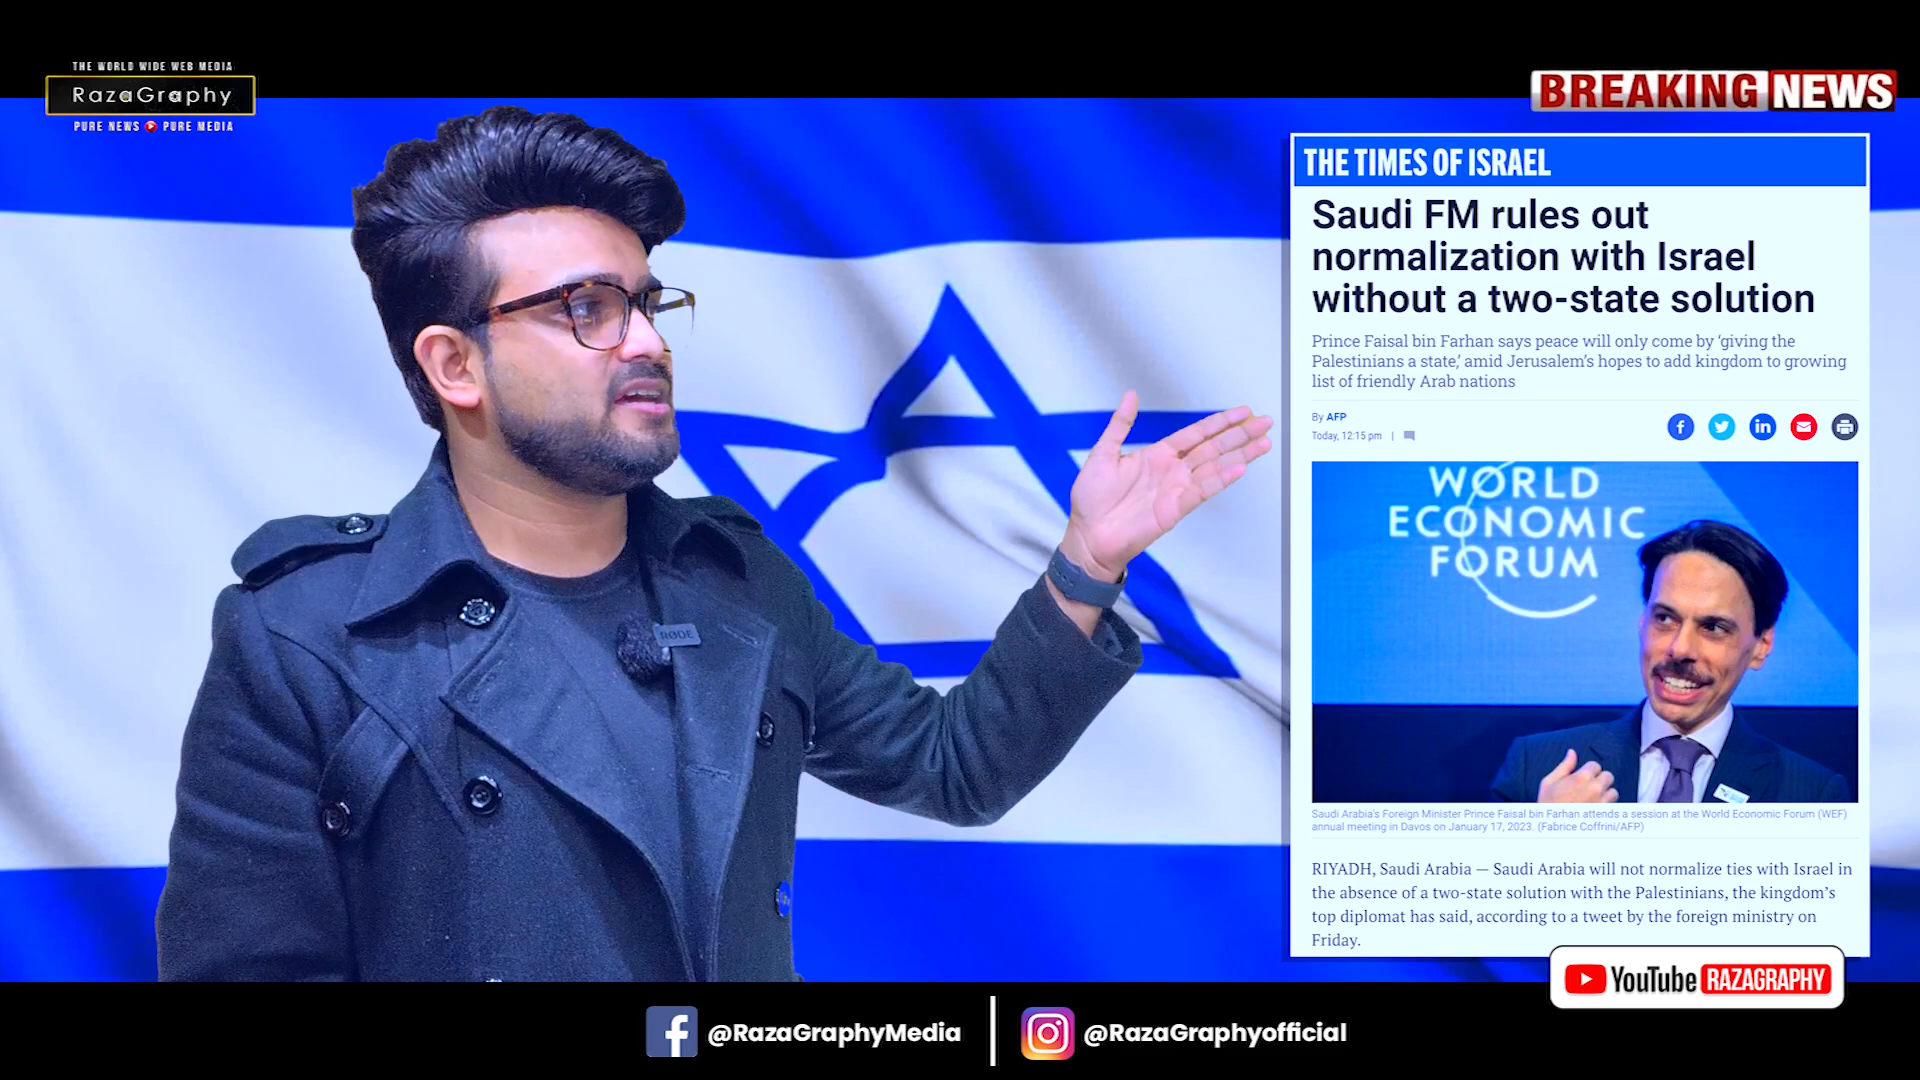 THE WORLD WIDE WEB MEDIA
RazaGraphy
PURE NEWS PURE MEDIA
BREAKING NEWS
THE TIMES OF ISRAEL
Saudi FM rules out
normalization with Israel
without a two-state solution
Prince Faisal bin Farhan says peace will only come by ‘giving the
Palestinians a state,’ amid Jerusalem’s hopes to add kingdom to growing
list of friendly Arab nations
By AFP
Today, 12:15 pm |
WORLD
ECONOMIC
FORUM
Saudi Arabia's Foreign Minister Prince Faisal bin Farhan attends a session at the World Economic Forum (WEF)
annual meeting in Davos on January 17, 2023. (Fabrice Coffrini/AFP)
RIYADH, Saudi Arabia — Saudi Arabia will not normalize ties with Israel in
the absence of a two-state solution with the Palestinians, the kingdom’s
top diplomat has said, according to a tweet by the foreign ministry on
Friday.
RØDE
YouTube RAZAGRAPHY
@RazaGraphyMedia
@RazaGraphyofficial